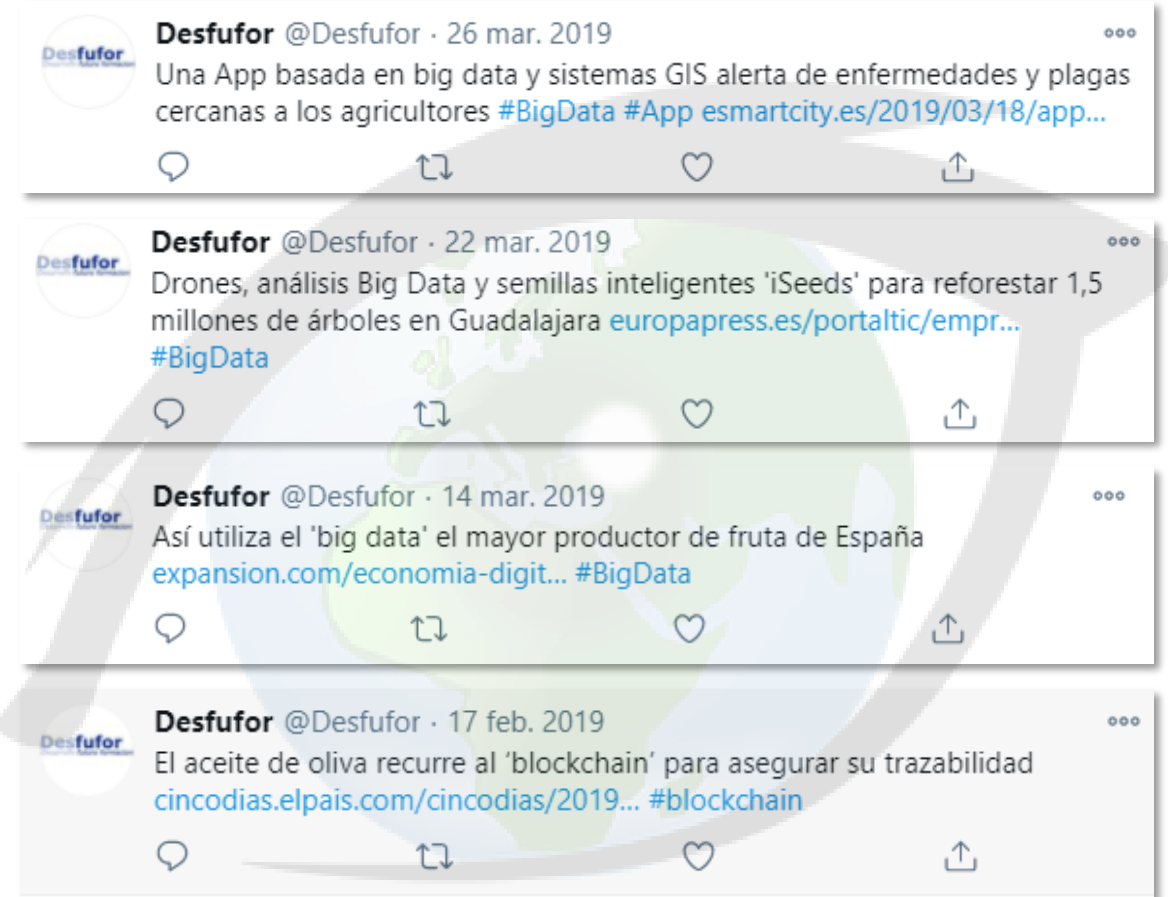 Desfufor
Desfufor @Desfufor · 26 mar. 2019
Una App basada en big data y sistemas GIS alerta de enfermedades y plagas
cercanas a los agricultores #BigData #App esmartcity.es/2019/03/18/app...
Desfufor
Desfufor @Desfufor · 22 mar. 2019
Drones, análisis Big Data y semillas inteligentes 'iSeeds' para reforestar 1,5
millones de árboles en Guadalajara europapress.es/portaltic/empr...
#BigData
Desfufor
Desfufor @Desfufor · 14 mar. 2019
Así utiliza el 'big data' el mayor productor de fruta de España
expansion.com/economia-digit... #BigData
Desfufor
Desfufor @Desfufor · 17 feb. 2019
El aceite de oliva recurre al ‘blockchain’ para asegurar su trazabilidad
cincodias.elpais.com/cincodias/2019... #blockchain